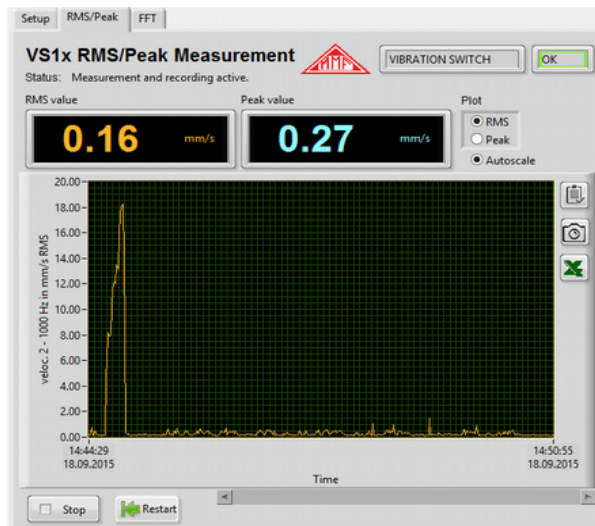 Setup RMS/Peak FFT
VS1x RMS/Peak Measurement
MMF
VIBRATION SWITCH
OK
Status: Measurement and recording active.
RMS value
Peak value
Plot
0.16 mm/s
0.27 mm/s
RMS
Peak
Autoscale
20.00
18.00
16.00
14.00
12.00
10.00
8.00
6.00
4.00
2.00
0.00
veloc. 2 - 1000 Hz in mm/s RMS
14:44:29
18.09.2015
14:50:55
18.09.2015
Time
Stop
Restart